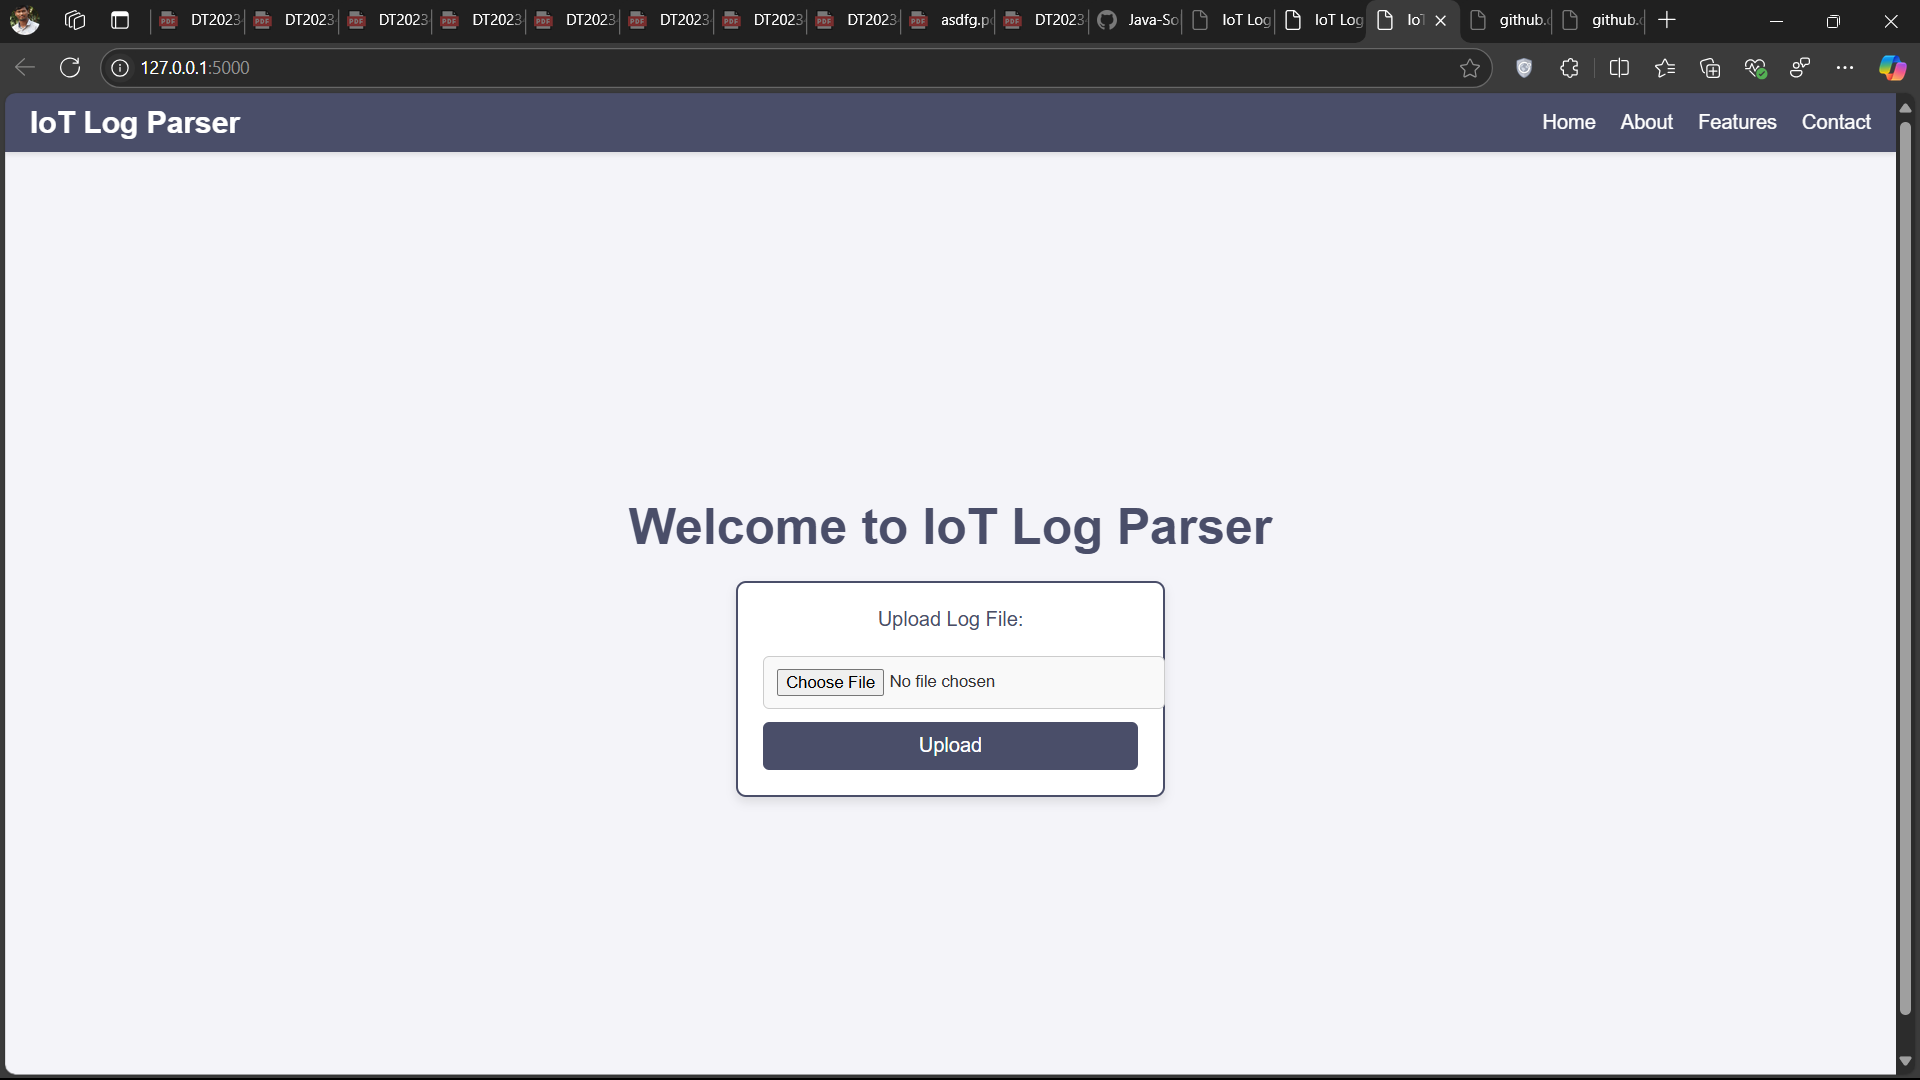 DT2023- DT2023- DT2023- DT2023- DT2023- DT2023- DT2023- DT2023- asdfg.p DT2023- Java-So IoT Log IoT Log IoT github. github.
127.0.0.1:5000
IoT Log Parser
Home About Features Contact
Welcome to IoT Log Parser
Upload Log File:
Choose File No file chosen
Upload